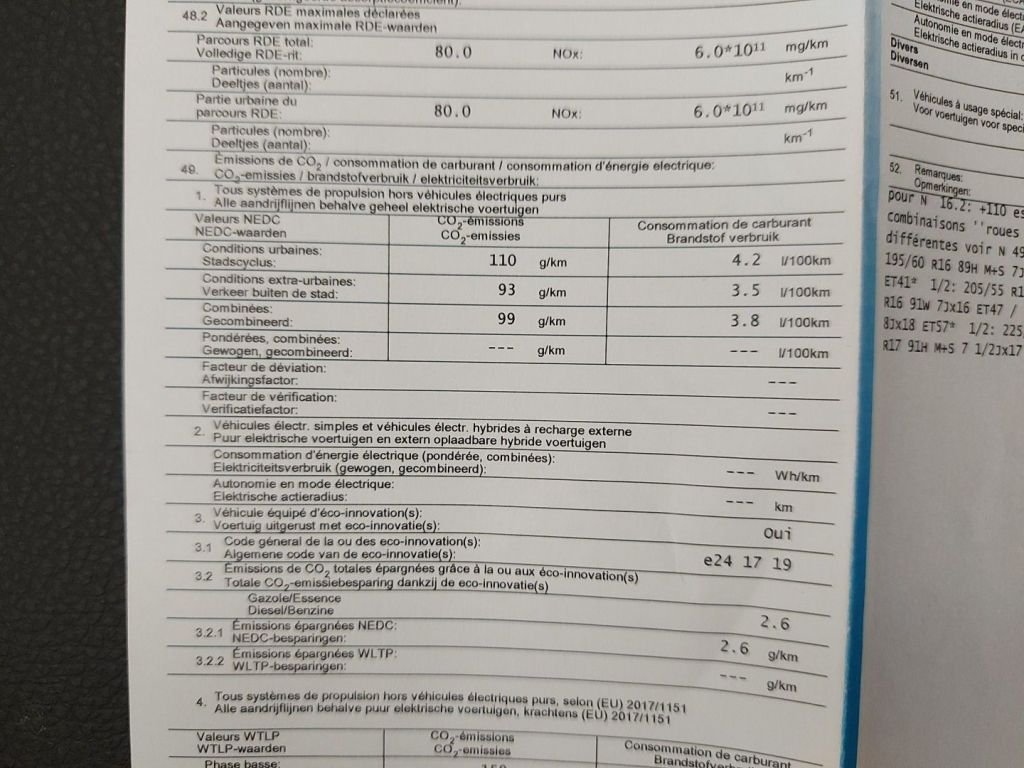 48.2 Valeurs RDE maximales déclarées
Aangegeven maximale RDE-waarden
Parcours RDE total:
Volledige RDE-rit: 80.0 NOx: 6.0*10¹¹ mg/km
Particules (nombre):
Deeltjes (aantal): km⁻¹
Partie urbaine du
parcours RDE: 80.0 NOx: 6.0*10¹¹ mg/km
Particules (nombre):
Deeltjes (aantal): km⁻¹
49. Émissions de CO₂ / consommation de carburant / consommation d'énergie electrique:
CO₂-emissies / brandstofverbruik / elektriciteitsverbruik:
1. Tous systèmes de propulsion hors véhicules électriques purs
Alle aandrijflijnen behalve geheel elektrische voertuigen
Valeurs NEDC CO₂-émissions Consommation de carburant
NEDC-waarden CO₂-emissies Brandstof verbruik
Conditions urbaines:
Stadscyclus: 110 g/km 4.2 l/100km
Conditions extra-urbaines:
Verkeer buiten de stad: 93 g/km 3.5 l/100km
Combinées:
Gecombineerd: 99 g/km 3.8 l/100km
Pondérées, combinées:
Gewogen, gecombineerd: --- g/km --- l/100km
Facteur de déviation:
Afwijkingsfactor: ---
Facteur de vérification:
Verificatiefactor: ---
2. Véhicules électr. simples et véhicules électr. hybrides à recharge externe
Puur elektrische voertuigen en extern oplaadbare hybride voertuigen
Consommation d'énergie électrique (pondérée, combinées):
Elektriciteitsverbruik (gewogen, gecombineerd): --- Wh/km
Autonomie en mode électrique:
Elektrische actieradius: --- km
3. Véhicule équipé d'éco-innovation(s):
Voertuig uitgerust met eco-innovatie(s): Oui
3.1 Code géneral de la ou des eco-innovation(s):
Algemene code van de eco-innovatie(s): e24 17 19
3.2 Émissions de CO₂ totales épargnées grâce à la ou aux éco-innovation(s)
Totale CO₂-emissiebesparing dankzij de eco-innovatie(s)
Gazole/Essence
Diesel/Benzine 2.6
3.2.1 Émissions épargnées NEDC:
NEDC-besparingen: 2.6 g/km
3.2.2 Émissions épargnées WLTP:
WLTP-besparingen: --- g/km
4. Tous systèmes de propulsion hors véhicules électriques purs, selon (EU) 2017/1151
Alle aandrijflijnen behalve puur elektrische voertuigen, krachtens (EU) 2017/1151
Valeurs WTLP CO₂-émissions Consommation de carburant
WTLP-waarden CO₂-emissies
Phase basse:
en mode élect
Elektrische actieradius (EA
Autonomie en mode électr
Elektrische actieradius in
Divers
Diversen
51. Véhicules à usage spécial:
Voor voertuigen voor speci
52. Remarques:
Opmerkingen:
pour N 16.2: +110 es
combinaisons ''roues
différentes voir N 49
195/60 R16 89H M+S 7J
ET41* 1/2: 205/55 R1
R16 91W 7Jx16 ET47 /
8Jx18 ET57* 1/2: 225
R17 91H M+S 7 1/2Jx17